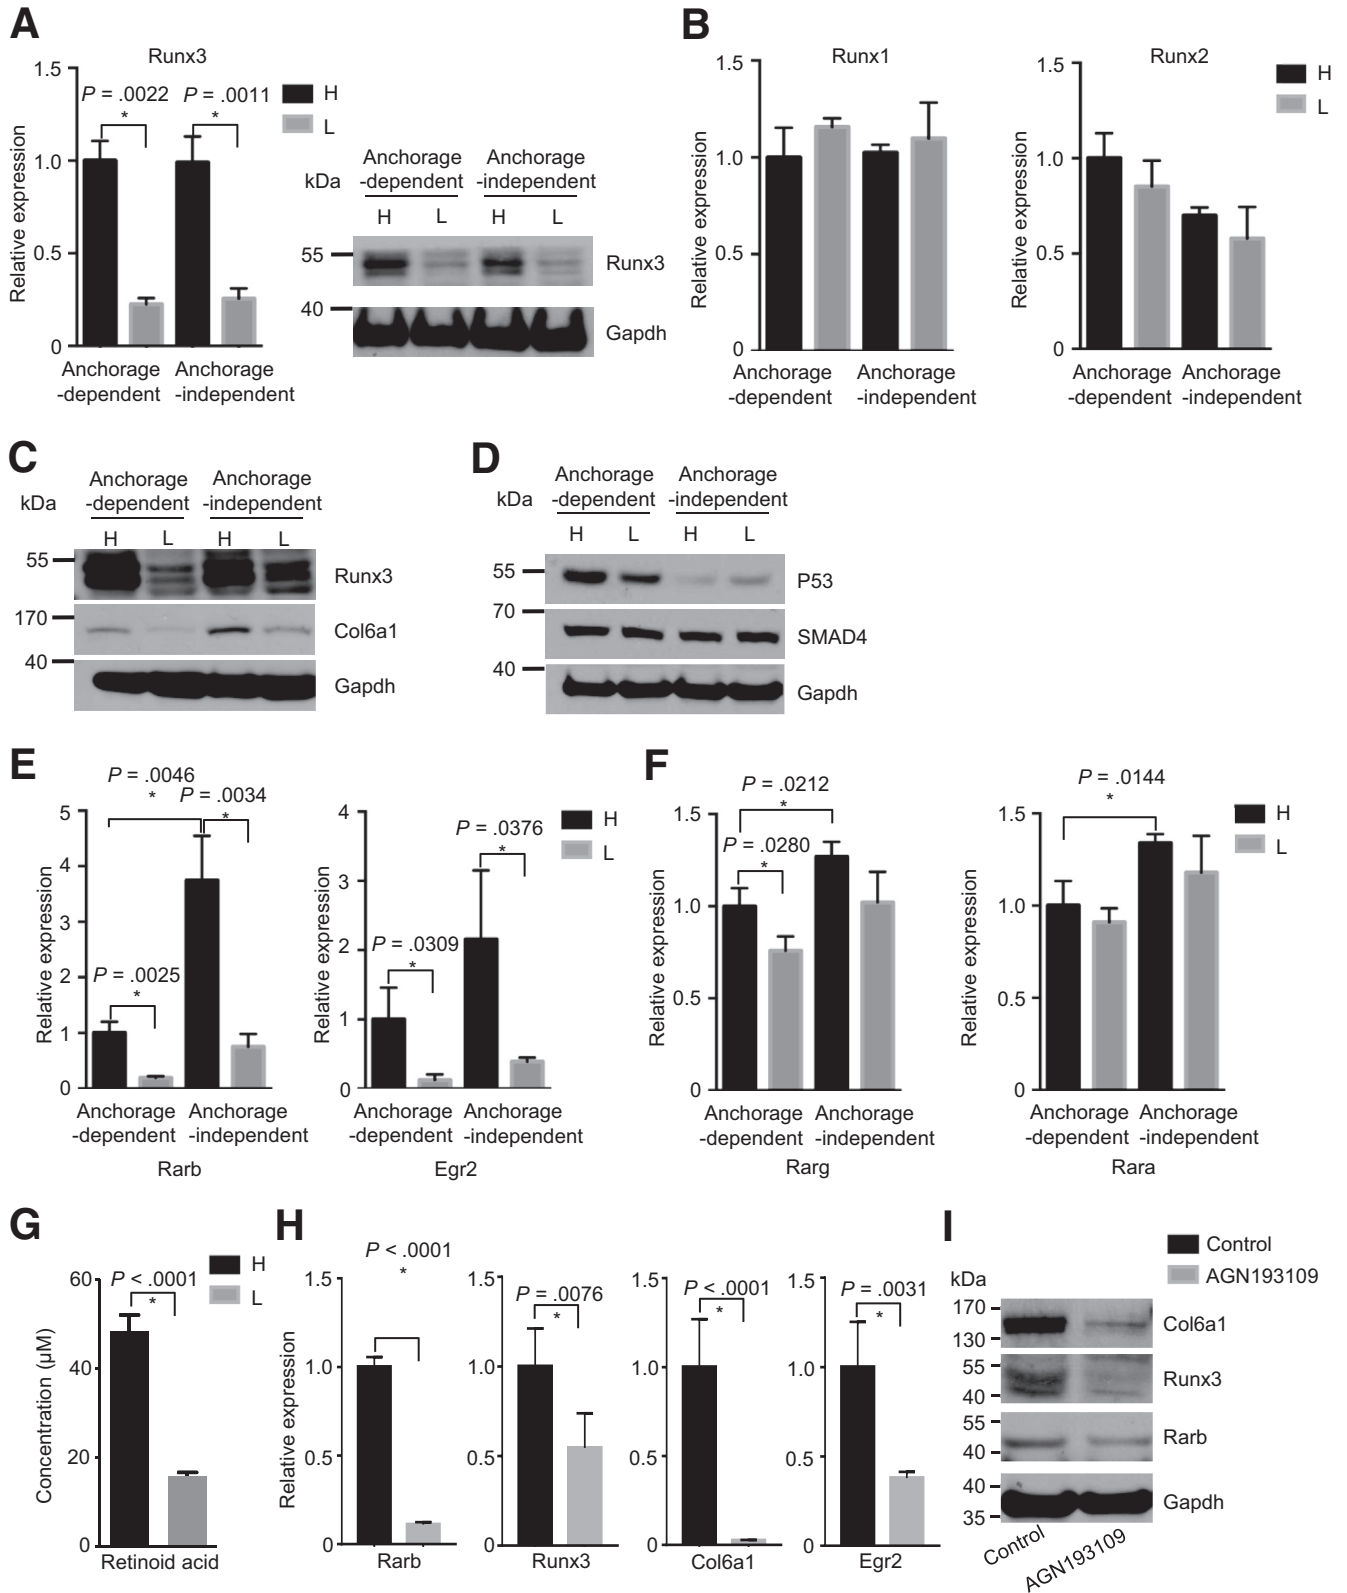 A
Runx3
1.5
1.0
0.5
0
Relative expression
P = .0022
*
P = .0011
*
H
L
Anchorage
-dependent
Anchorage
-independent
kDa
Anchorage
-dependent
Anchorage
-independent
H L H L
55
Runx3
40
Gapdh
B
Runx1
1.5
1.0
0.5
0
Relative expression
Anchorage
-dependent
Anchorage
-independent
Runx2
1.5
1.0
0.5
0
Relative expression
H
L
Anchorage
-dependent
Anchorage
-independent
C
kDa
Anchorage
-dependent
Anchorage
-independent
H L H L
55
Runx3
170
Col6a1
40
Gapdh
D
kDa
Anchorage
-dependent
Anchorage
-independent
H L H L
55
P53
70
SMAD4
40
Gapdh
E
P = .0046
*
P = .0034
*
P = .0025
*
5
4
3
2
1
0
Relative expression
Anchorage
-dependent
Anchorage
-independent
Rarb
4
3
2
1
0
Relative expression
P = .0376
*
P = .0309
*
H
L
Anchorage
-dependent
Anchorage
-independent
Egr2
F
P = .0212
*
P = .0280
*
1.5
1.0
0.5
0
Relative expression
Anchorage
-dependent
Anchorage
-independent
Rarg
P = .0144
*
1.5
1.0
0.5
0
Relative expression
H
L
Anchorage
-dependent
Anchorage
-independent
Rara
G
H
L
P < .0001
*
60
40
20
0
Concentration (µM)
Retinoid acid
H
P < .0001
*
1.5
1.0
0.5
0
Relative expression
Rarb
P = .0076
*
1.5
1.0
0.5
0
Runx3
P < .0001
*
1.5
1.0
0.5
0
Col6a1
P = .0031
*
1.5
1.0
0.5
0
Egr2
I
Control
AGN193109
kDa
170
130
Col6a1
55
40
Runx3
55
40
Rarb
40
35
Gapdh
Control
AGN193109